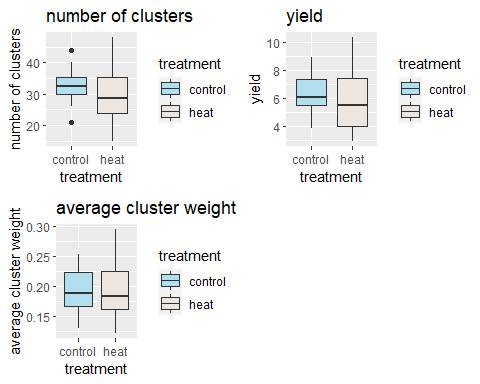 number of clusters
number of clusters
40
30
20
control heat
treatment
treatment
control
heat
yield
yield
10
8
6
4
control heat
treatment
treatment
control
heat
average cluster weight
average cluster weight
0.30
0.25
0.20
0.15
control heat
treatment
treatment
control
heat